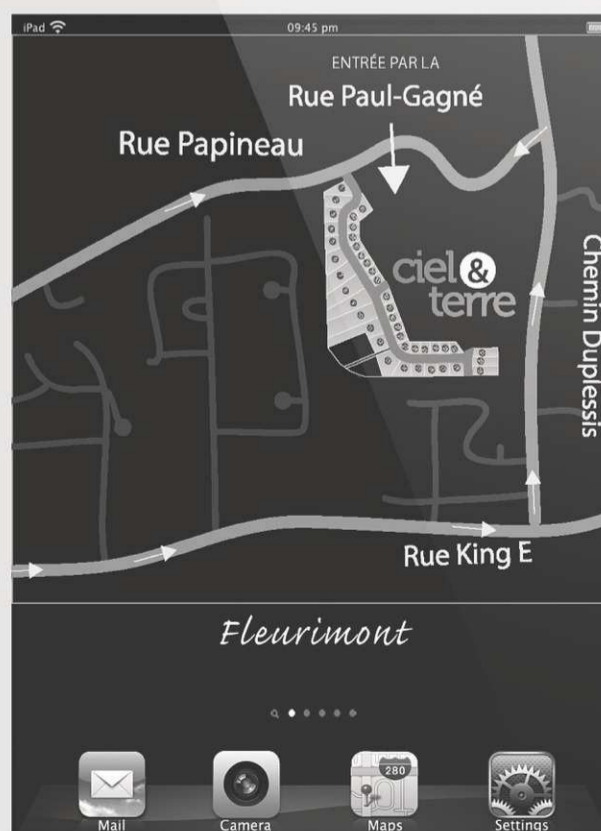 iPad 09:45 pm
ENTRÉE PAR LA
Rue Paul-Gagné
Rue Papineau
ciel &
terre
Chemin Duplessis
Rue King E
Fleurimont
280
Mail Camera Maps Settings